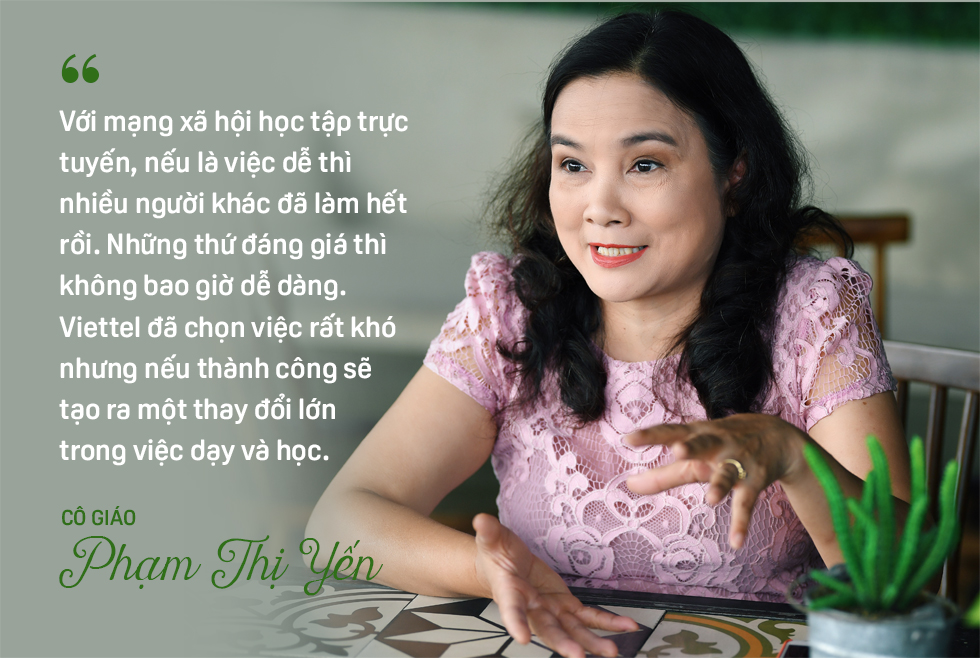 “
Với mạng xã hội học tập trực
tuyến, nếu là việc dễ thì
nhiều người khác đã làm hết
rồi. Những thứ đáng giá thì
không bao giờ dễ dàng.
Viettel đã chọn việc rất khó
nhưng nếu thành công sẽ
tạo ra một thay đổi lớn
trong việc dạy và học.
CÔ GIÁO
Phạm Thị Yến